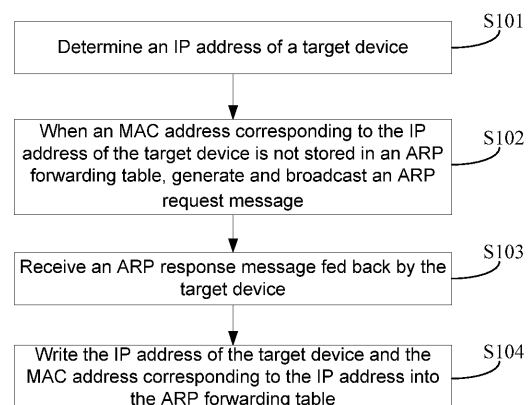 S101
Determine an IP address of a target device
When an MAC address corresponding to the IP
address of the target device is not stored in an ARP
forwarding table, generate and broadcast an ARP
request message
S102
Receive an ARP response message fed back by the
target device
S103
Write the IP address of the target device and the
MAC address corresponding to the IP address into
the ARP forwarding table
S104